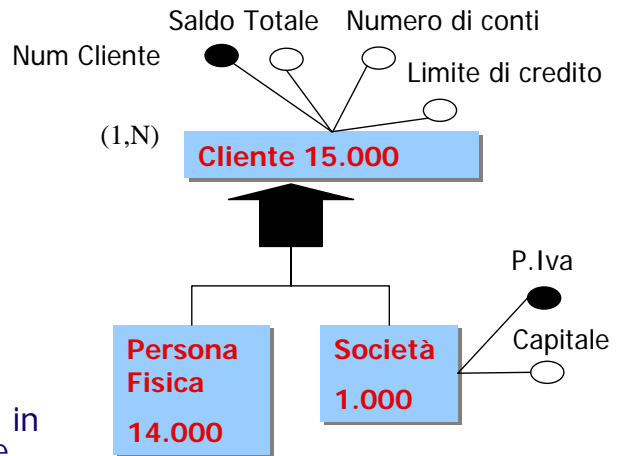 Saldo Totale Numero di conti
Num Cliente
Limite di credito
(1,N)
Cliente 15.000
P.Iva
Capitale
Persona
Fisica
14.000
Società
1.000
in